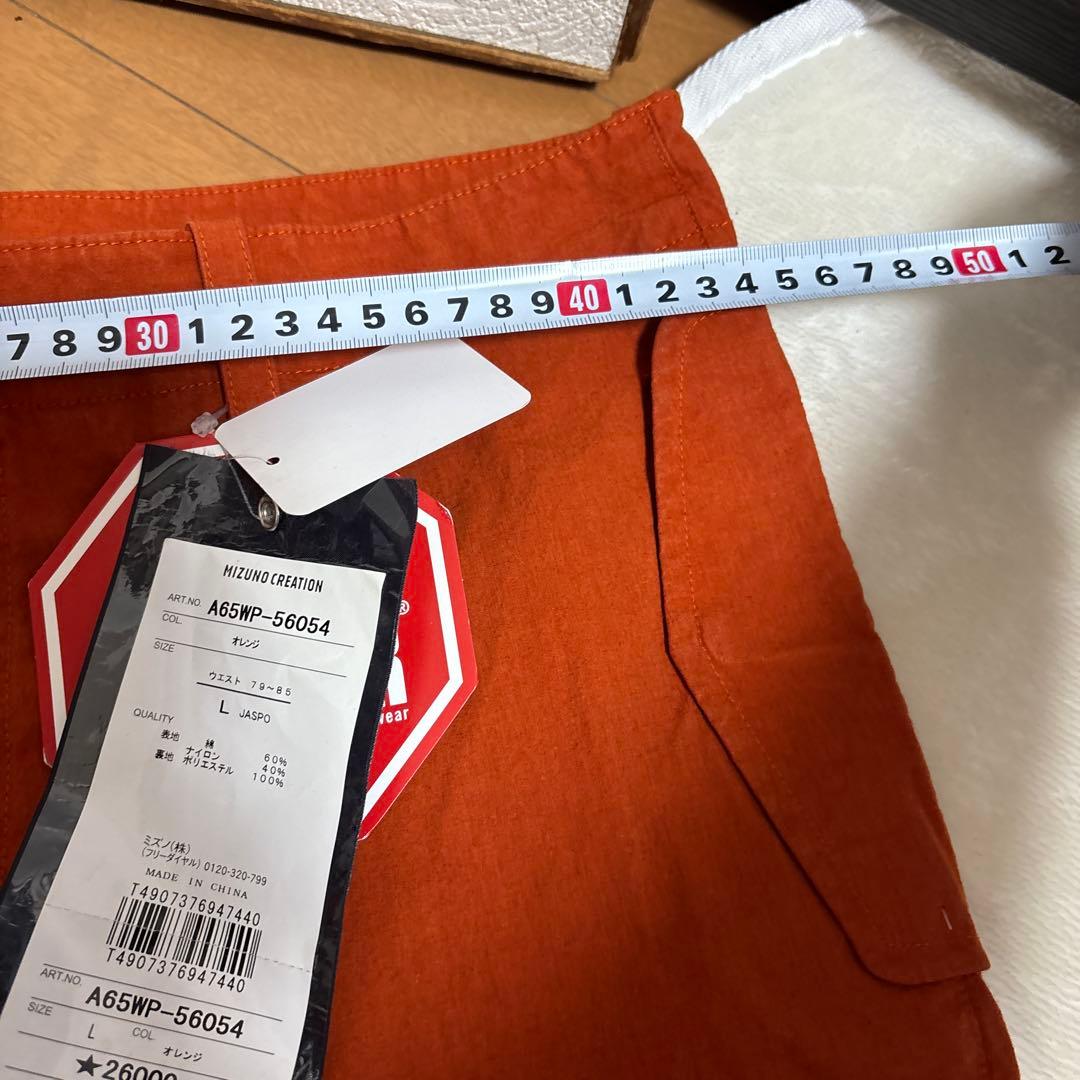 7 8 9 30 1 2 3 4 5 6 7 8 9 40 1 2 3 4 5 6 7 8 9 50 1 2
MIZUNO CREATION
ART.NO. A65WP-56054
COL. オレンジ
SIZE
ウエスト 79~85
L JASPO
QUALITY
表地 綿 60%
ナイロン 40%
裏地 ポリエステル 100%
ミズノ(株)
(フリーダイヤル) 0120-320-799
MADE IN CHINA
T4907376947440
T4907376947440
ART.NO. A65WP-56054
SIZE L COL. オレンジ
★26000
®
wear